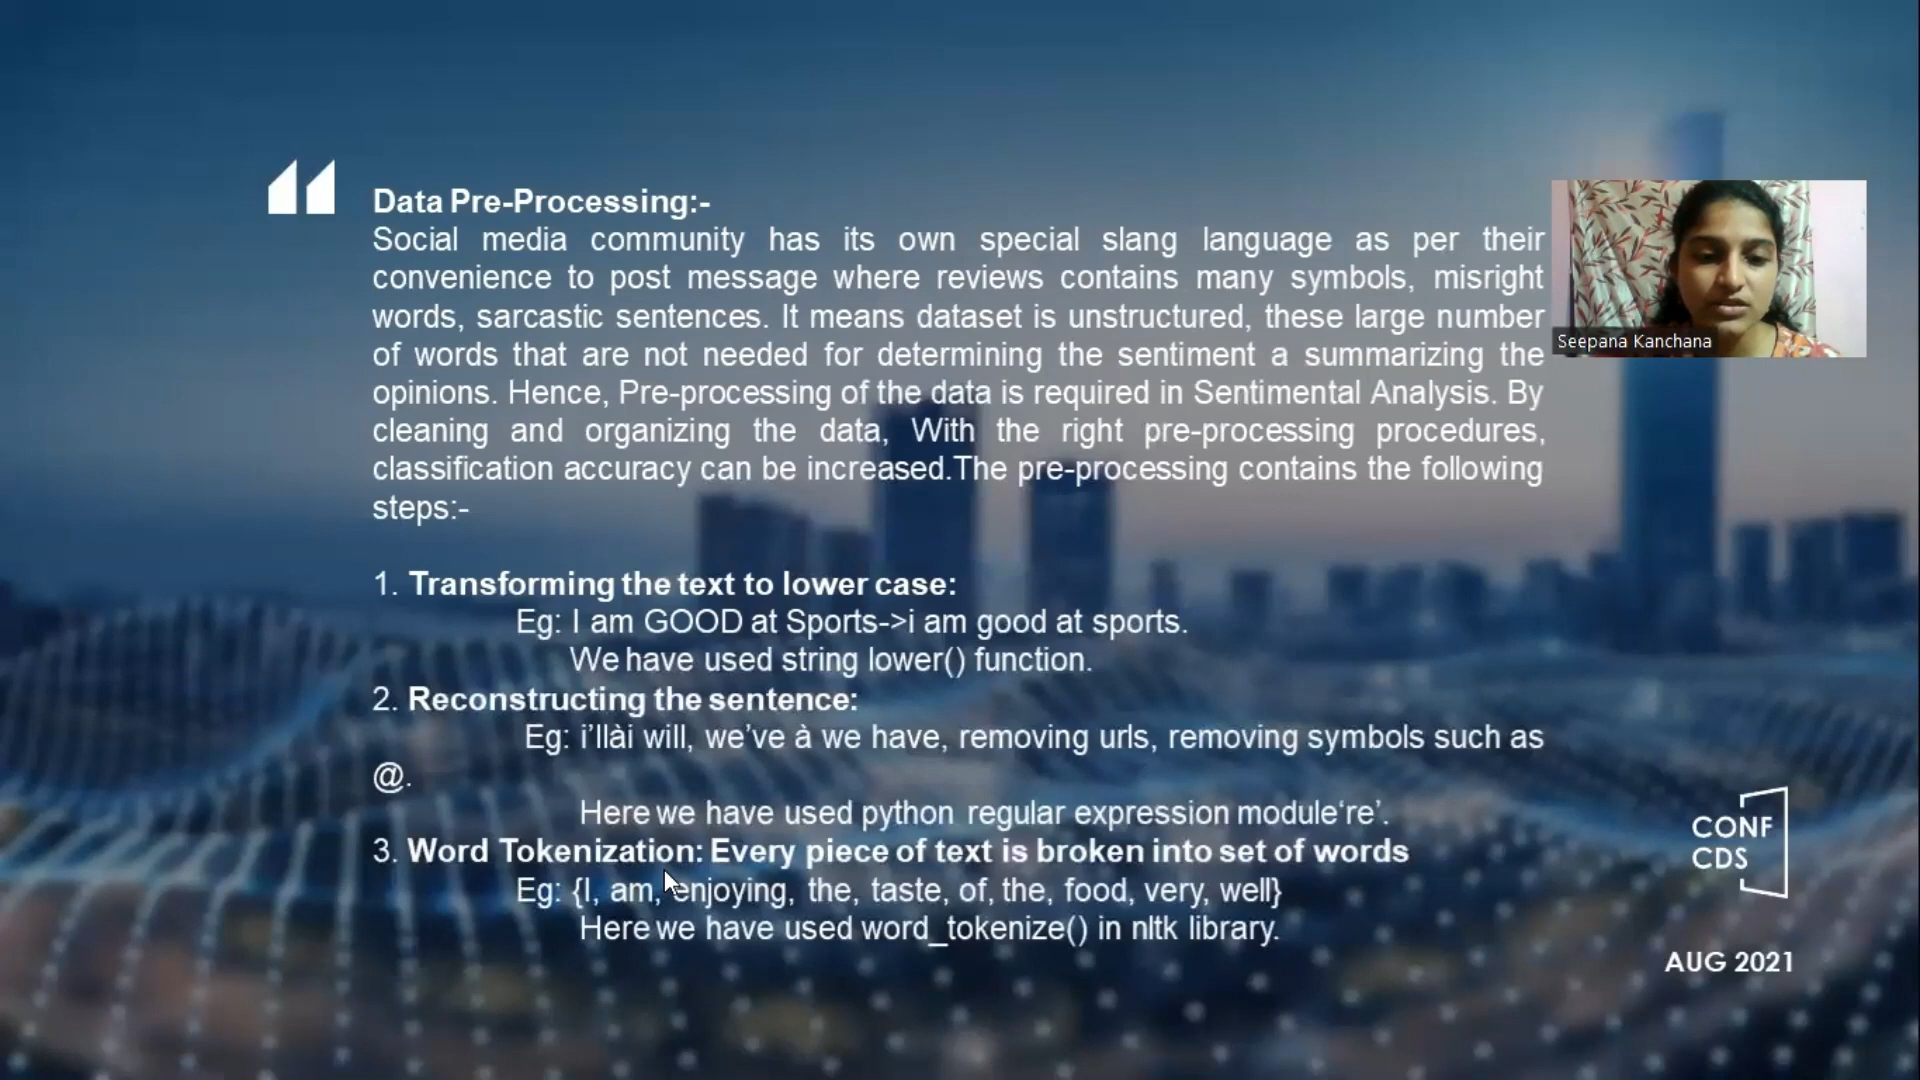 Data Pre-Processing:-
Social media community has its own special slang language as per their
convenience to post message where reviews contains many symbols, misright
words, sarcastic sentences. It means dataset is unstructured, these large number
of words that are not needed for determining the sentiment a summarizing the
opinions. Hence, Pre-processing of the data is required in Sentimental Analysis. By
cleaning and organizing the data, With the right pre-processing procedures,
classification accuracy can be increased.The pre-processing contains the following
steps:-
1. Transforming the text to lower case:
Eg: I am GOOD at Sports->i am good at sports.
We have used string lower() function.
2. Reconstructing the sentence:
Eg: i’llài will, we’ve à we have, removing urls, removing symbols such as
@.
Here we have used python regular expression module‘re’.
3. Word Tokenization: Every piece of text is broken into set of words
Eg: {I, am, enjoying, the, taste, of, the, food, very, well}
Here we have used word_tokenize() in nltk library.
Seepana Kanchana
CONF
CDS
AUG 2021